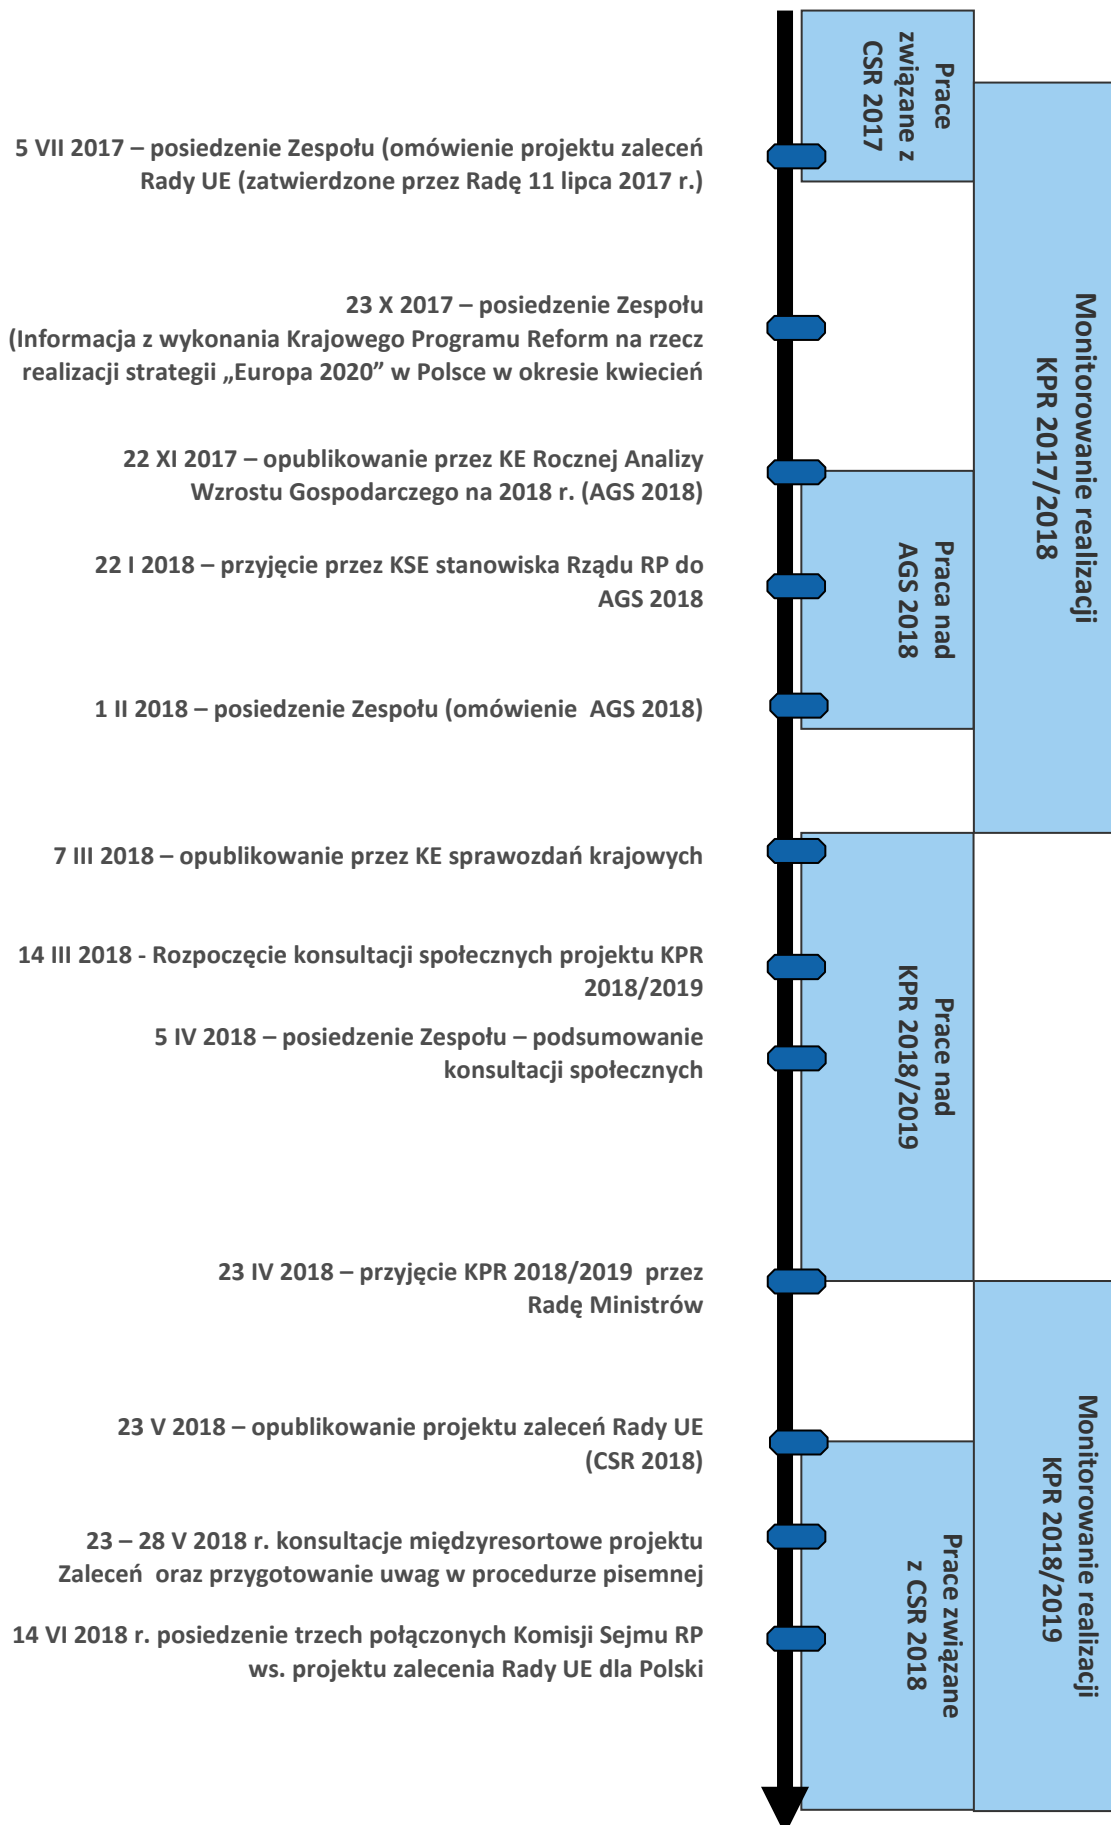 5 VII 2017 – posiedzenie Zespołu (omówienie projektu zaleceń
Rady UE (zatwierdzone przez Radę 11 lipca 2017 r.)
23 X 2017 – posiedzenie Zespołu
(Informacja z wykonania Krajowego Programu Reform na rzecz
realizacji strategii „Europa 2020” w Polsce w okresie kwiecień
22 XI 2017 – opublikowanie przez KE Rocznej Analizy
Wzrostu Gospodarczego na 2018 r. (AGS 2018)
22 I 2018 – przyjęcie przez KSE stanowiska Rządu RP do
AGS 2018
1 II 2018 – posiedzenie Zespołu (omówienie  AGS 2018)
7 III 2018 – opublikowanie przez KE sprawozdań krajowych
14 III 2018 - Rozpoczęcie konsultacji społecznych projektu KPR
2018/2019
5 IV 2018 – posiedzenie Zespołu – podsumowanie
konsultacji społecznych
23 IV 2018 – przyjęcie KPR 2018/2019  przez
Radę Ministrów
23 V 2018 – opublikowanie projektu zaleceń Rady UE
(CSR 2018)
23 – 28 V 2018 r. konsultacje międzyresortowe projektu
Zaleceń  oraz przygotowanie uwag w procedurze pisemnej
14 VI 2018 r. posiedzenie trzech połączonych Komisji Sejmu RP
ws. projektu zalecenia Rady UE dla Polski
Prace
związane z
CSR 2017
Praca nad
AGS 2018
Prace nad
KPR 2018/2019
Prace związane
z CSR 2018
Monitorowanie realizacji
KPR 2017/2018
Monitorowanie realizacji
KPR 2018/2019